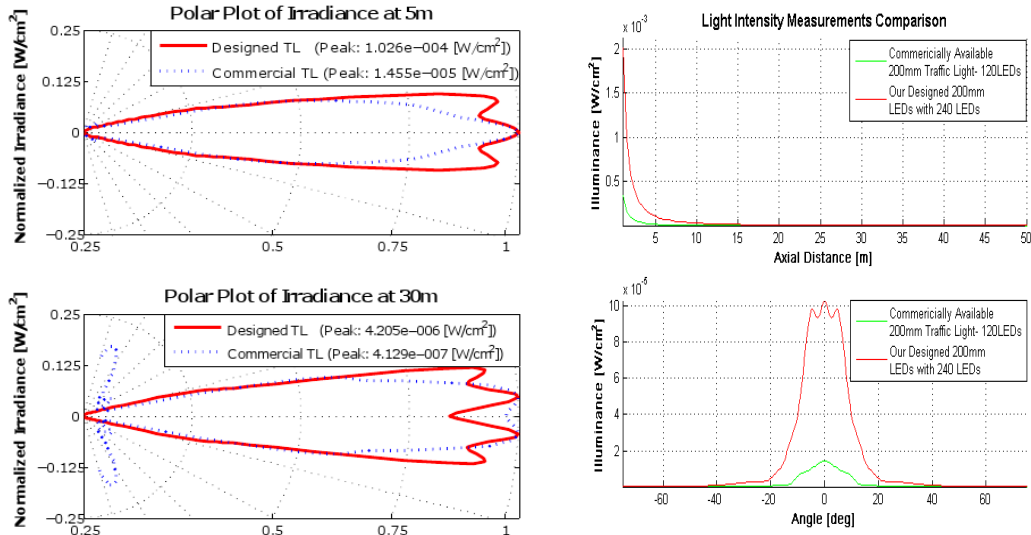 Polar Plot of Irradiance at 5m
Normalized Irradiance [W/cm²]
0.25
0.125
0
−0.125
−0.25
Designed TL (Peak: 1.026e−004 [W/cm²])
Commercial TL (Peak: 1.455e−005 [W/cm²])
0.25 0.5 0.75 1
Light Intensity Measurements Comparison
x 10⁻³
Illuminance [W/cm²]
2
1.5
1
0.5
Commericially Available
200mm Traffic Light- 120LEDs
Our Designed 200mm
LEDs with 240 LEDs
5 10 15 20 25 30 35 40 45 50
Axial Distance [m]
Polar Plot of Irradiance at 30m
Normalized Irradiance [W/cm²]
0.25
0.125
0
−0.125
−0.25
Designed TL (Peak: 4.205e−006 [W/cm²])
Commercial TL (Peak: 4.129e−007 [W/cm²])
0.25 0.5 0.75 1
x 10⁻⁵
Illuminance [W/cm²]
10
8
6
4
2
Commericially Available
200mm Traffic Light- 120LEDs
Our Designed 200mm
LEDs with 240 LEDs
-60 -40 -20 0 20 40 60
Angle [deg]